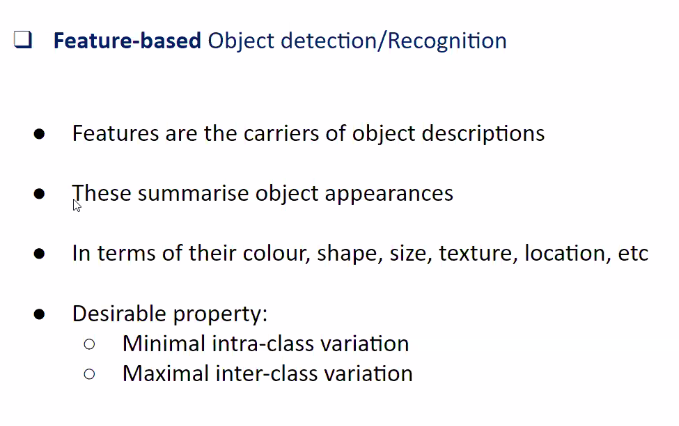 ❑ Feature-based Object detection/Recognition
● Features are the carriers of object descriptions
● These summarise object appearances
● In terms of their colour, shape, size, texture, location, etc
● Desirable property:
○ Minimal intra-class variation
○ Maximal inter-class variation